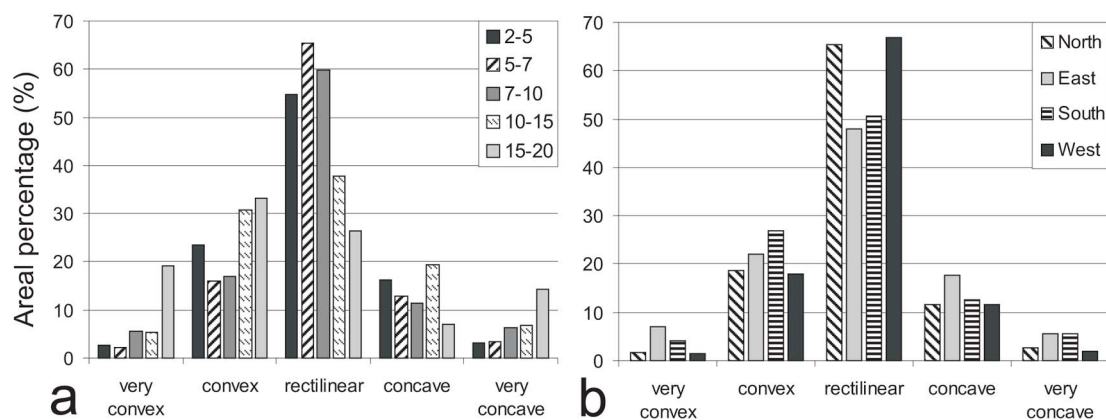 70
60
50
40
30
20
10
0
Areal percentage (%)
2-5
5-7
7-10
10-15
15-20
very convex
convex
rectilinear
concave
very concave
a
70
60
50
40
30
20
10
0
North
East
South
West
very convex
convex
rectilinear
concave
very concave
b